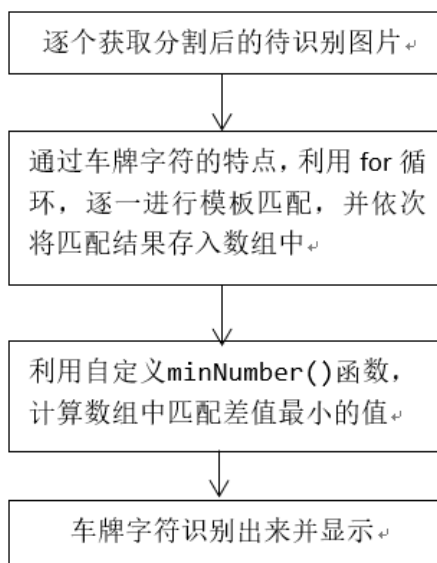 逐个获取分割后的待识别图片
通过车牌字符的特点，利用 for 循
环，逐一进行模板匹配，并依次
将匹配结果存入数组中
利用自定义minNumber()函数，
计算数组中匹配差值最小的值
车牌字符识别出来并显示